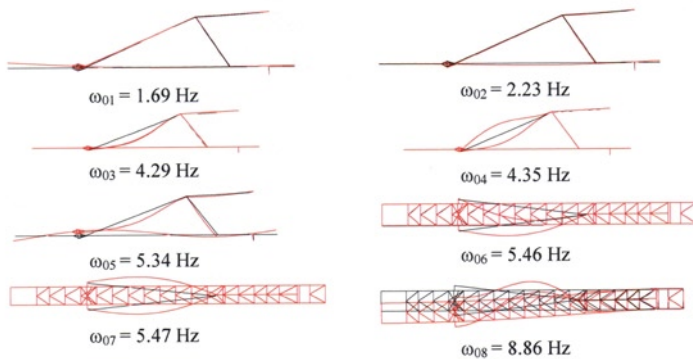 ω₀₁ = 1.69 Hz
ω₀₂ = 2.23 Hz
ω₀₃ = 4.29 Hz
ω₀₄ = 4.35 Hz
ω₀₅ = 5.34 Hz
ω₀₆ = 5.46 Hz
ω₀₇ = 5.47 Hz
ω₀₈ = 8.86 Hz